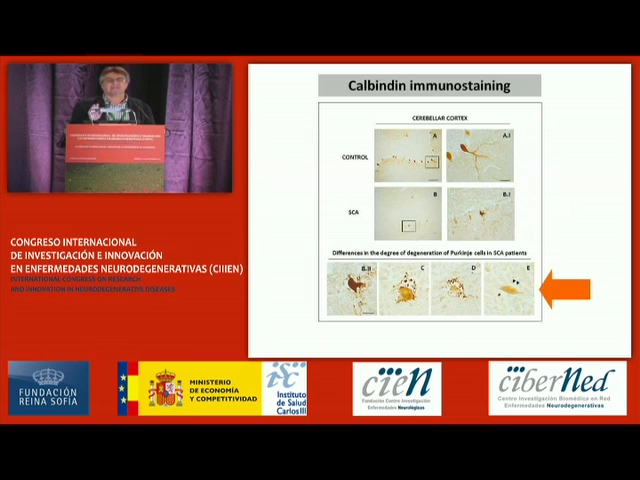 Calbindin immunostaining
CEREBELLAR CORTEX
CONTROL
A
A.I
SCA
B
B.I
Differences in the degree of degeneration of Purkinje cells in SCA patients
B.II
C
D
E
CONGRESO INTERNACIONAL
DE INVESTIGACIÓN E INNOVACIÓN
EN ENFERMEDADES NEURODEGENERATIVAS (CIIIEN)
INTERNATIONAL CONGRESS ON RESEARCH
AND INNOVATION IN NEURODEGENERATIVE DISEASES
FUNDACIÓN
REINA SOFÍA
MINISTERIO
DE ECONOMÍA
Y COMPETITIVIDAD
isc
Instituto
de Salud
Carlos III
cien
Fundación Centro Investigación
Enfermedades Neurológicas
ciberned
Centro Investigación Biomédica en Red
Enfermedades Neurodegenerativas